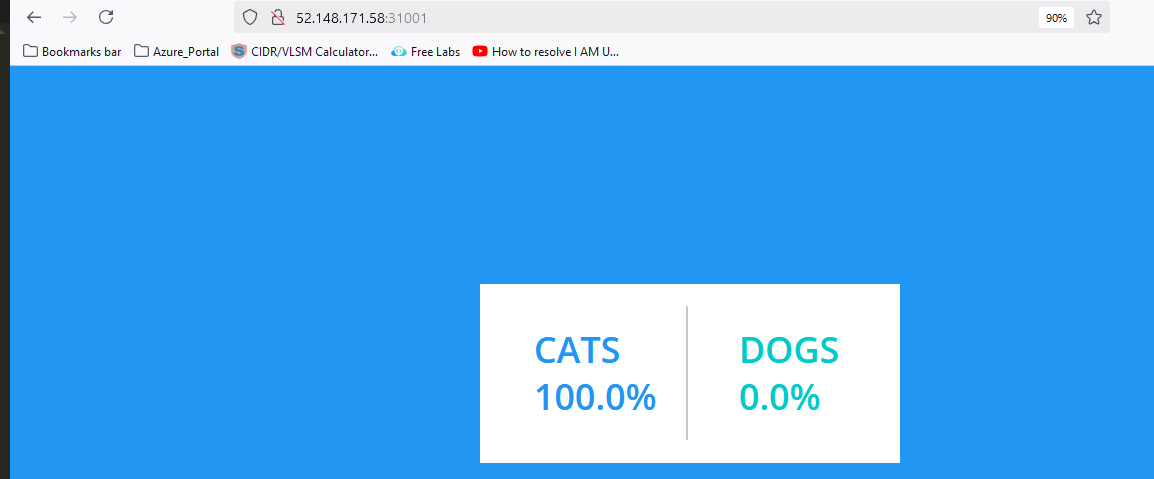 52.148.171.58:31001
90%
Bookmarks bar Azure_Portal CIDR/VLSM Calculator... Free Labs How to resolve I AM U...
CATS DOGS
100.0% 0.0%